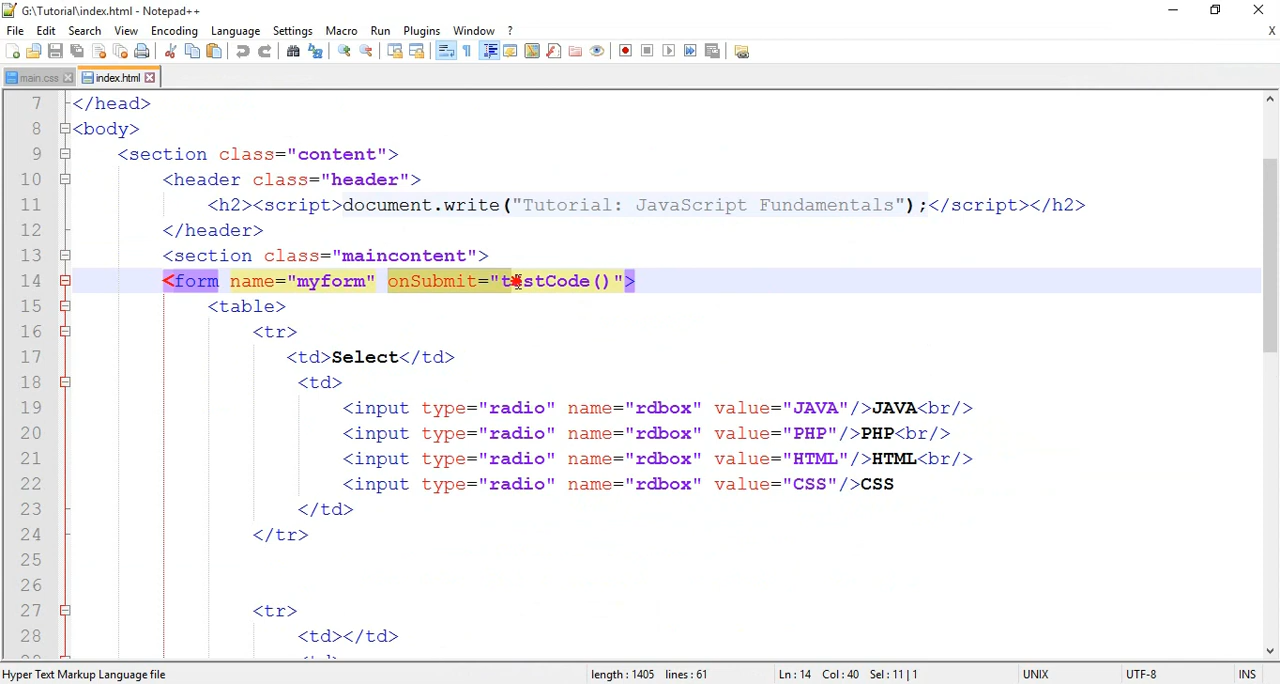 G:\Tutorial\index.html - Notepad++
File Edit Search View Encoding Language Settings Macro Run Plugins Window ? X
main.css index.html
7 </head>
8 <body>
9 <section class="content">
10 <header class="header">
11 <h2><script>document.write("Tutorial: JavaScript Fundamentals");</script></h2>
12 </header>
13 <section class="maincontent">
14 <form name="myform" onSubmit="testCode()">
15 <table>
16 <tr>
17 <td>Select</td>
18 <td>
19 <input type="radio" name="rdbox" value="JAVA"/>JAVA<br/>
20 <input type="radio" name="rdbox" value="PHP"/>PHP<br/>
21 <input type="radio" name="rdbox" value="HTML"/>HTML<br/>
22 <input type="radio" name="rdbox" value="CSS"/>CSS
23 </td>
24 </tr>
25
26
27 <tr>
28 <td></td>
Hyper Text Markup Language file length : 1405 lines : 61 Ln : 14 Col : 40 Sel : 11 | 1 UNIX UTF-8 INS